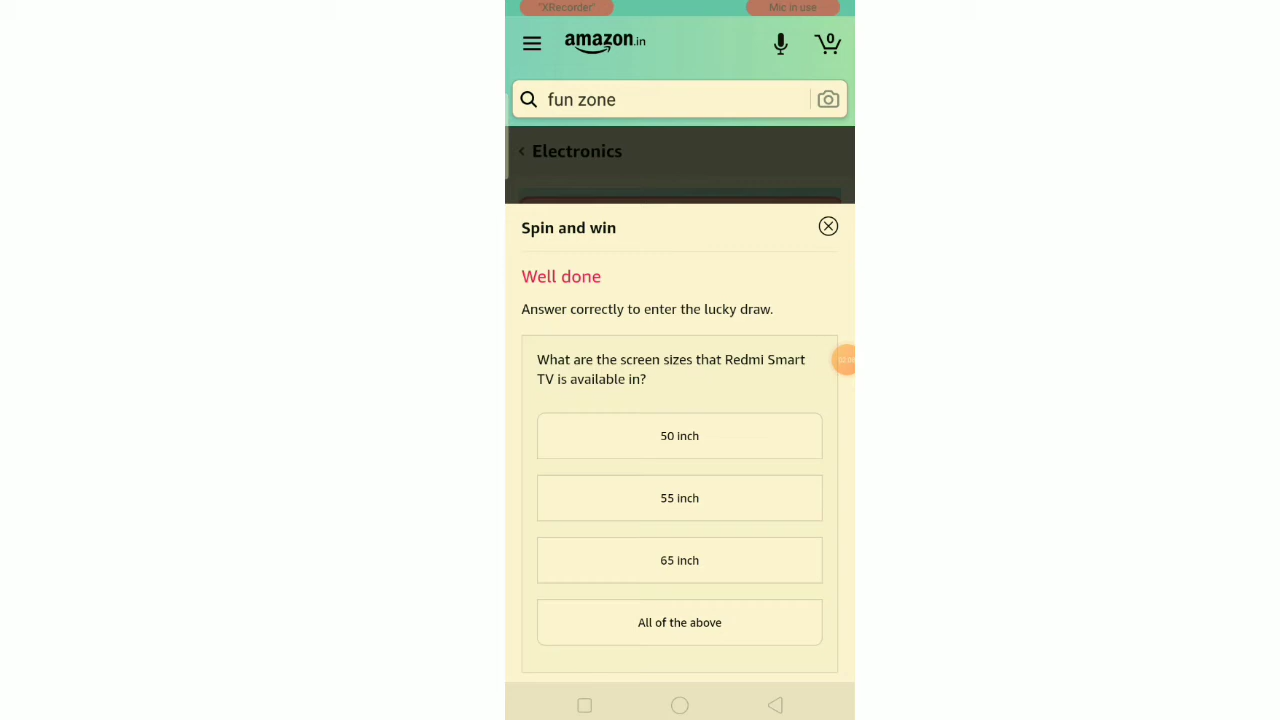 "XRecorder"
Mic in use
amazon.in
0
fun zone
Electronics
Spin and win
Well done
Answer correctly to enter the lucky draw.
What are the screen sizes that Redmi Smart
TV is available in?
50 inch
55 inch
65 inch
All of the above